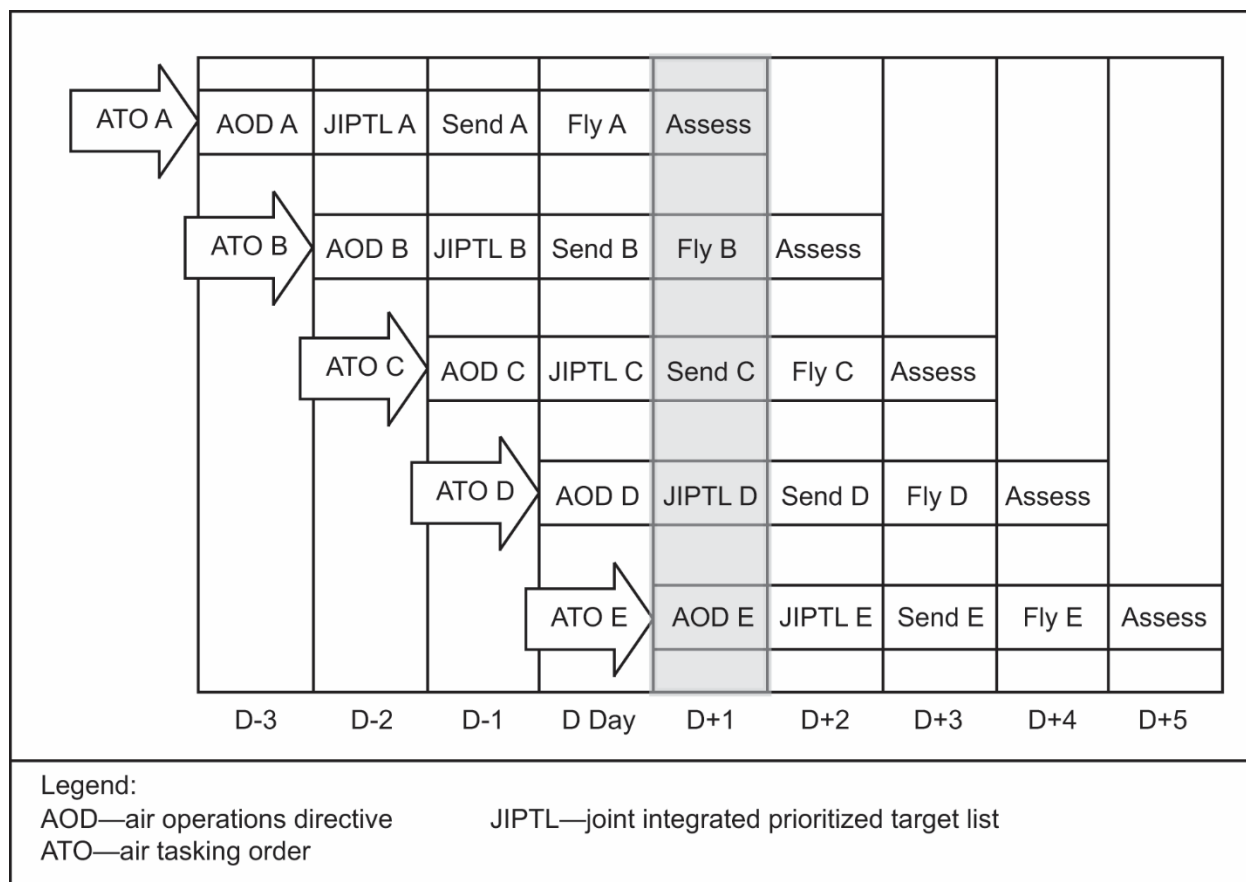 ATO A AOD A JIPTL A Send A Fly A Assess
ATO B AOD B JIPTL B Send B Fly B Assess
ATO C AOD C JIPTL C Send C Fly C Assess
ATO D AOD D JIPTL D Send D Fly D Assess
ATO E AOD E JIPTL E Send E Fly E Assess
D-3 D-2 D-1 D Day D+1 D+2 D+3 D+4 D+5
Legend:
AOD—air operations directive JIPTL—joint integrated prioritized target list
ATO—air tasking order